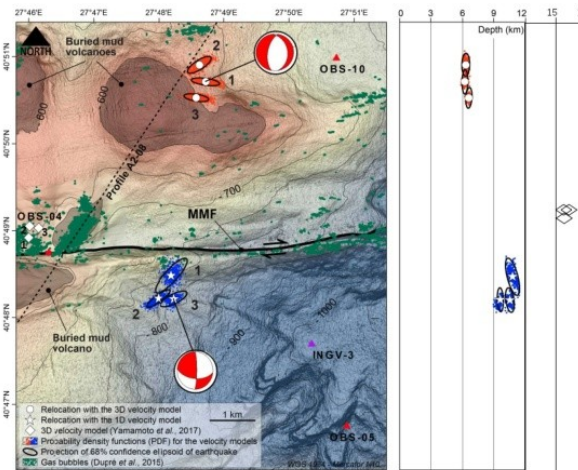 27°46' 27°47' 27°48' 27°49' 27°50' 27°51'
0 3 6 9 12 15
Depth (km)
40°51'
40°50'
40°49'
40°48'
40°47'
NORTH
Buried mud
volcanoes
2
1
3
OBS-10
600
600
Profile A2-08
700
OBS-04
2
3
1
MMF
1
2
3
Buried mud
volcano
- 800
- 900
- 1000
INGV-3
OBS-05
Relocation with the 3D velocity model
Relocation with the 1D velocity model
3D velocity model (Yamamoto et al., 2017)
Probability density functions (PDF) for the velocity models
Projection of 68% confidence elipsoid of earthquake
Gas bubbles (Dupré et al., 2015)
1 km